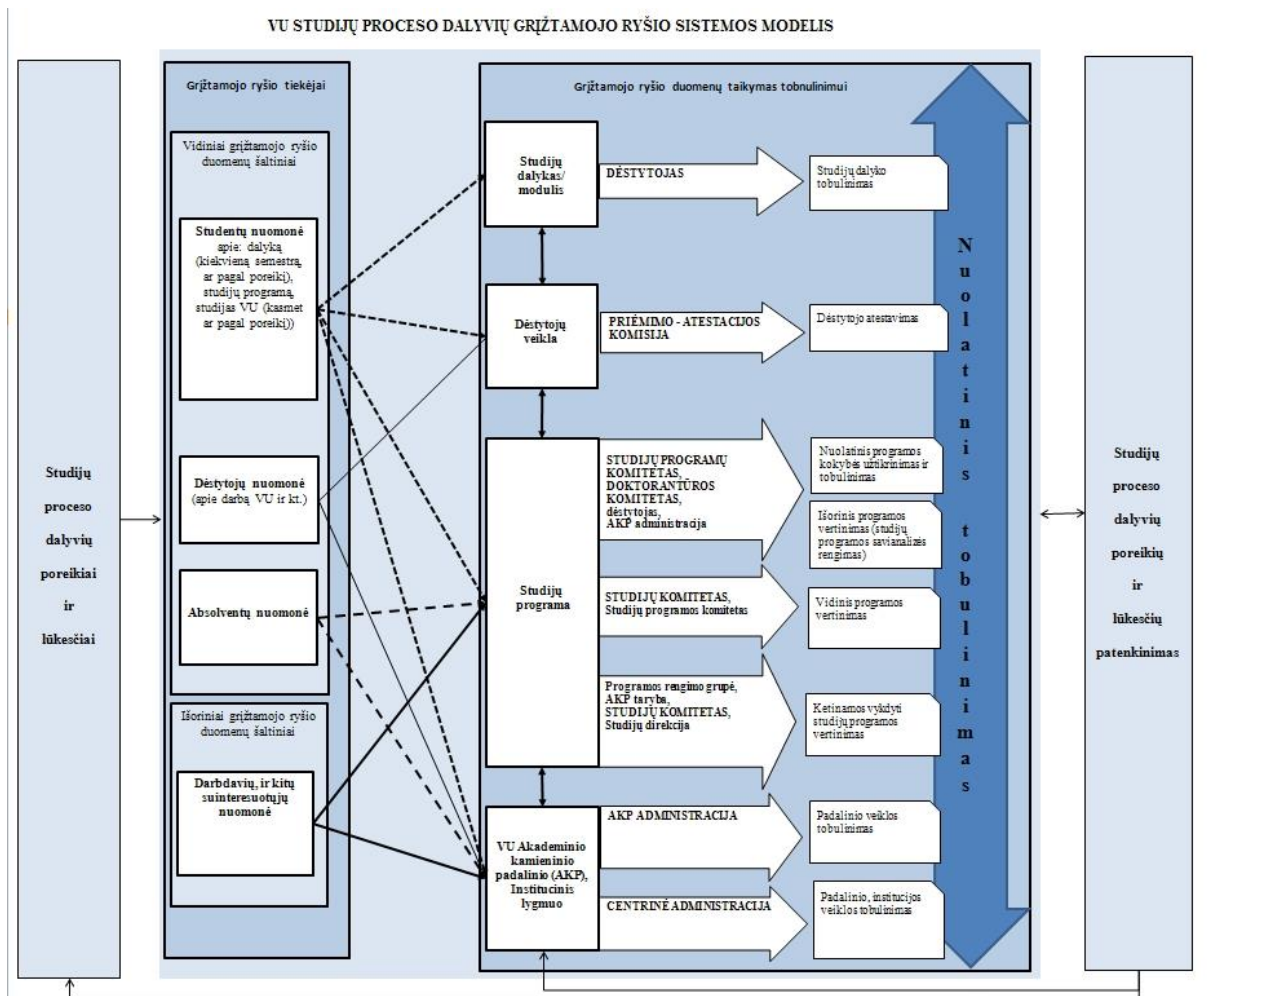 VU STUDIJŲ PROCESO DALYVIŲ GRĮŽTAMOJO RYŠIO SISTEMOS MODELIS
Studijų
proceso
dalyvių
poreikiai
ir
lūkesčiai
Grįžtamojo ryšio tiekėjai
Vidiniai grįžtamojo ryšio
duomenų šaltiniai
Studentų nuomonė
apie: dalyką
(kiekvieną semestrą,
ar pagal poreikį),
studijų programą,
studijas VU (kasmet
ar pagal poreikį))
Dėstytojų nuomonė
(apie darbą VU ir kt.)
Absolventų nuomonė
Išoriniai grįžtamojo ryšio
duomenų šaltiniai
Darbdavių, ir kitų
suinteresuotųjų
nuomonė
Grįžtamojo ryšio duomenų taikymas tobnulinimui
Studijų
dalykas/
modulis
DĖSTYTOJAS
Studijų dalyko
tobulinimas
Dėstytojų
veikla
PRIĖMIMO - ATESTACIJOS
KOMISIJA
Dėstytojo atestavimas
Studijų
programa
STUDIJŲ PROGRAMŲ
KOMITETAS,
DOKTORANTŪROS
KOMITETAS,
dėstytojas,
AKP administracija
Nuolatinis programos
kokybės užtikrinimas ir
tobulinimas
Išorinis programos
vertinimas (studijų
programos savianalizės
rengimas)
STUDIJŲ KOMITETAS,
Studijų programos komitetas
Vidinis programos
vertinimas
Programos rengimo grupė,
AKP taryba,
STUDIJŲ KOMITETAS,
Studijų direkcija
Ketinamos vykdyti
studijų programos
vertinimas
VU Akademinio
kamieninio
padalinio (AKP),
Institucinis
lygmuo
AKP ADMINISTRACIJA
Padalinio veiklos
tobulinimas
CENTRINĖ ADMINISTRACIJA
Padalinio, institucijos
veiklos tobulinimas
Nuolatinis tobulinimas
Studijų
proceso
dalyvių
poreikių
ir
lūkesčių
patenkinimas